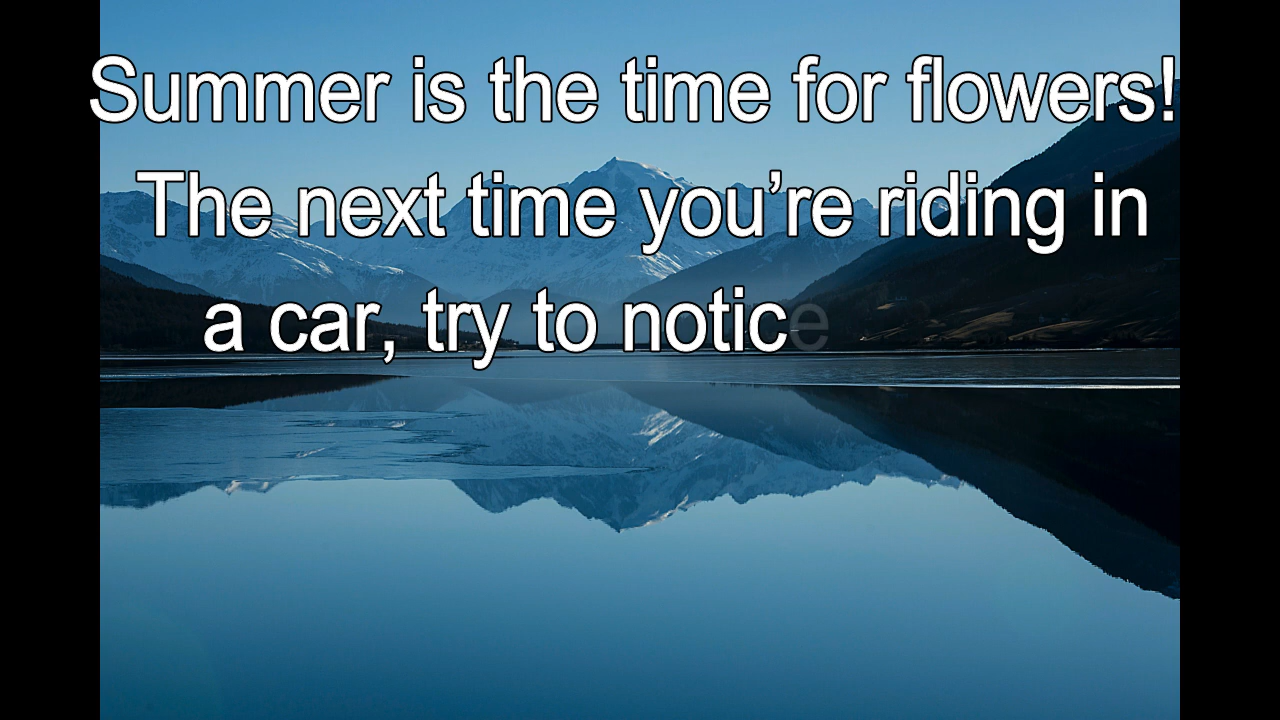 Summer is the time for flowers!
The next time you’re riding in
a car, try to notice